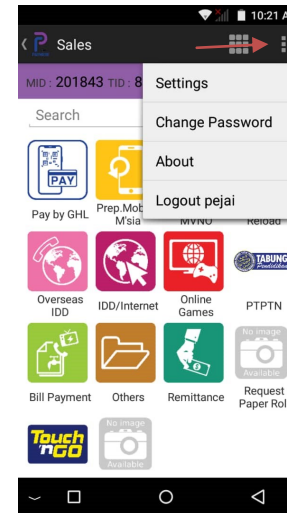 10:21 A
Sales
MID : 201843 TID : 8
Settings
Change Password
About
Logout pejai
Search
PAY
Pay by GHL
Prep.Mob
M'sia
MVNO
Reload
Overseas
IDD
IDD/Internet
Online
Games
TABUNG
Pendidikan
PTPTN
Bill Payment
Others
Remittance
No image
Available
Request
Paper Rol
Touch
'nGO
No image
Available